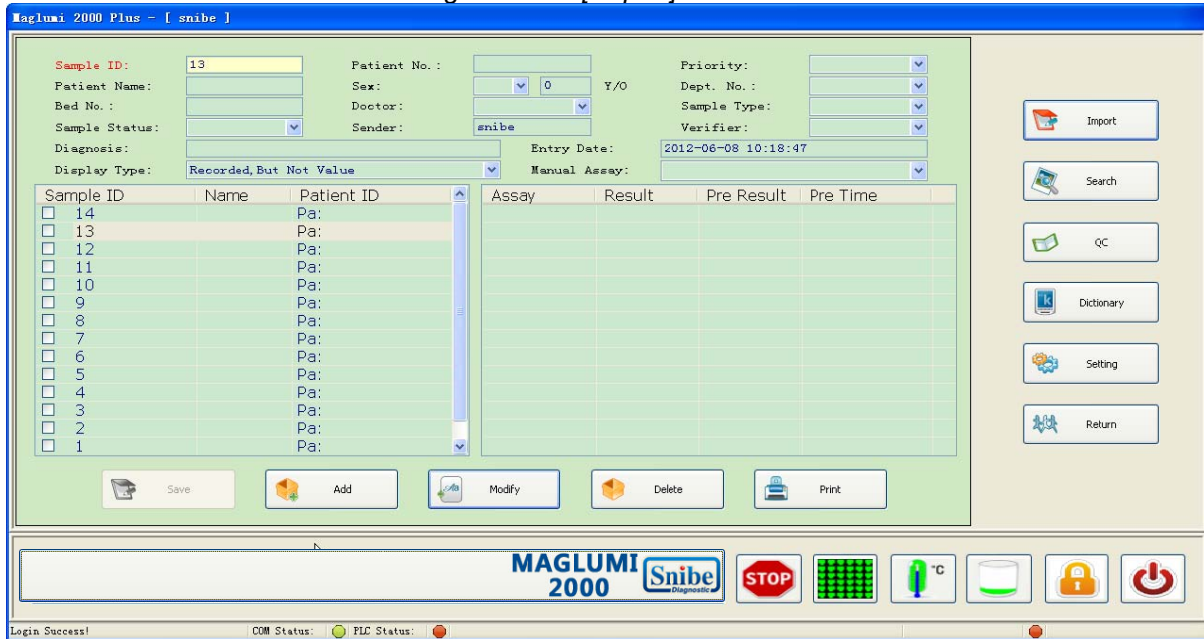 Maglumi 2000 Plus - [ snibe ]
Sample ID: 13 Patient No.: Priority:
Patient Name: Sex: 0 Y/O Dept. No.:
Bed No.: Doctor: Sample Type:
Sample Status: Sender: snibe Verifier:
Diagnosis: Entry Date: 2012-06-08 10:18:47
Display Type: Recorded,But Not Value Manual Assay:
Sample ID Name Patient ID Assay Result Pre Result Pre Time
14 Pa:
13 Pa:
12 Pa:
11 Pa:
10 Pa:
9 Pa:
8 Pa:
7 Pa:
6 Pa:
5 Pa:
4 Pa:
3 Pa:
2 Pa:
1 Pa:
Save Add Modify Delete Print
Import
Search
QC
k Dictionary
Setting
Return
MAGLUMI
2000
Snibe
Diagnostic
STOP
°C
Login Success! COM Status: PLC Status: